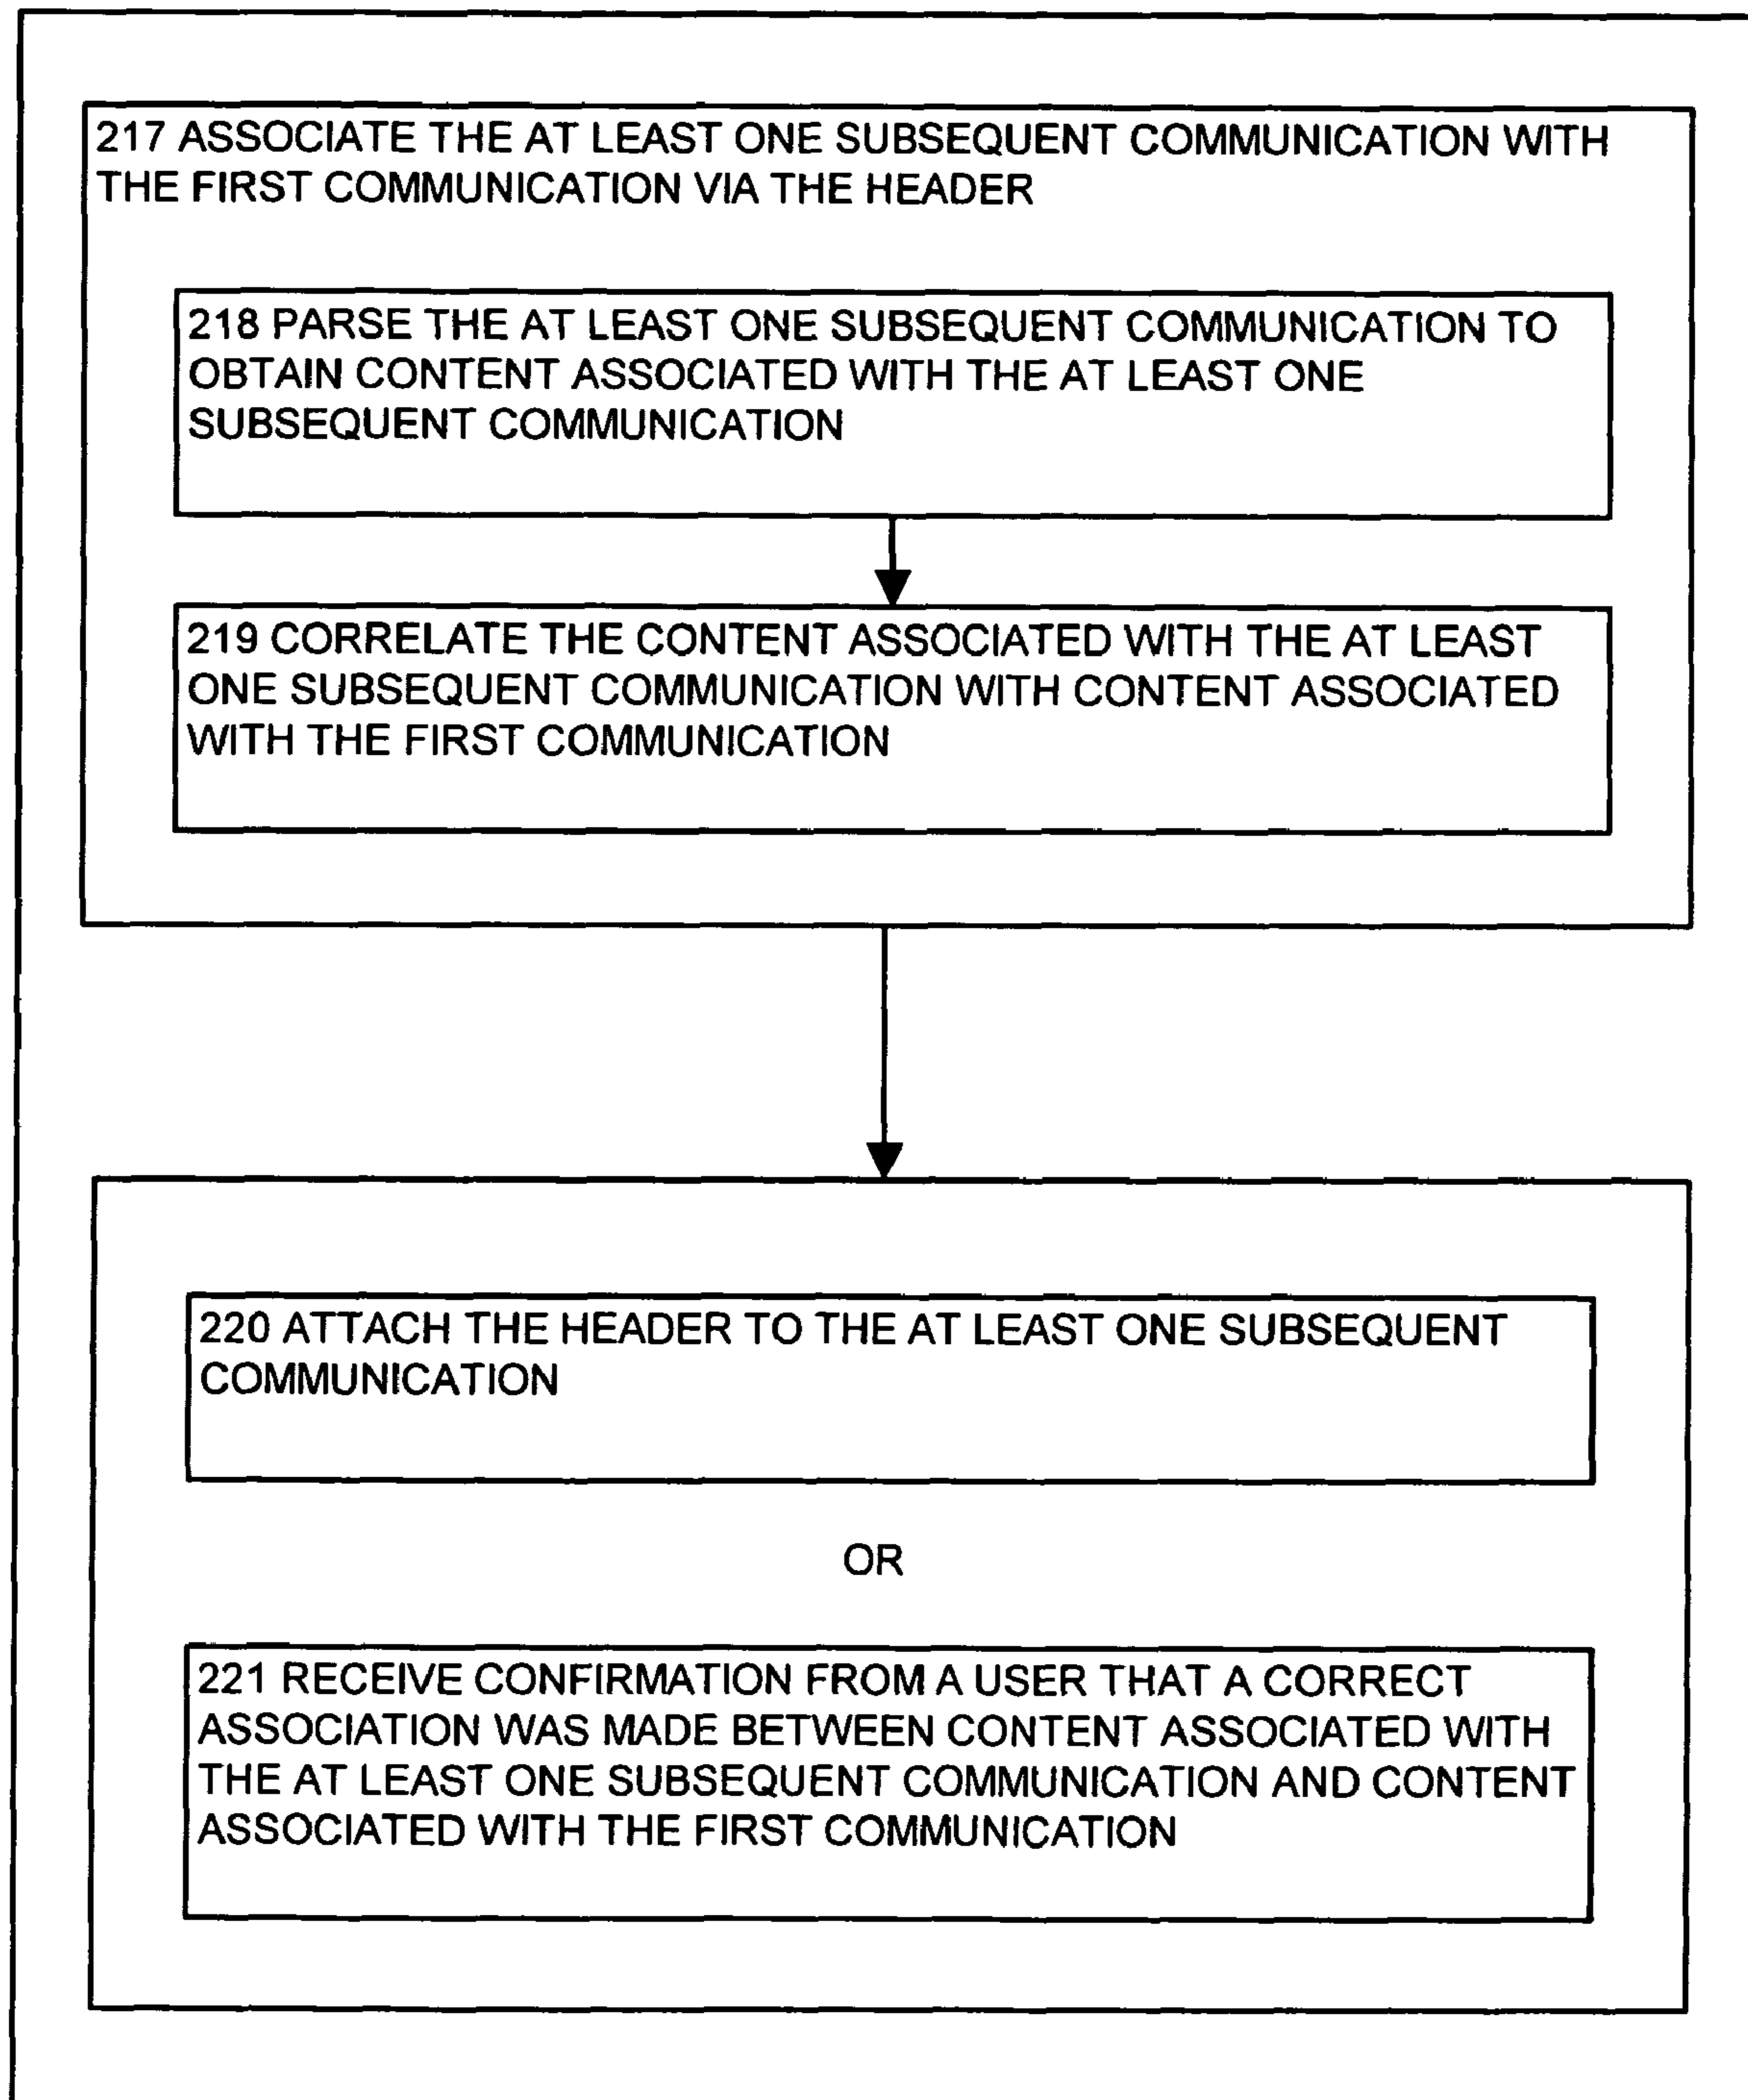 217 ASSOCIATE THE AT LEAST ONE SUBSEQUENT COMMUNICATION WITH
THE FIRST COMMUNICATION VIA THE HEADER
218 PARSE THE AT LEAST ONE SUBSEQUENT COMMUNICATION TO
OBTAIN CONTENT ASSOCIATED WITH THE AT LEAST ONE
SUBSEQUENT COMMUNICATION
219 CORRELATE THE CONTENT ASSOCIATED WITH THE AT LEAST
ONE SUBSEQUENT COMMUNICATION WITH CONTENT ASSOCIATED
WITH THE FIRST COMMUNICATION
220 ATTACH THE HEADER TO THE AT LEAST ONE SUBSEQUENT
COMMUNICATION
OR
221 RECEIVE CONFIRMATION FROM A USER THAT A CORRECT
ASSOCIATION WAS MADE BETWEEN CONTENT ASSOCIATED WITH
THE AT LEAST ONE SUBSEQUENT COMMUNICATION AND CONTENT
ASSOCIATED WITH THE FIRST COMMUNICATION